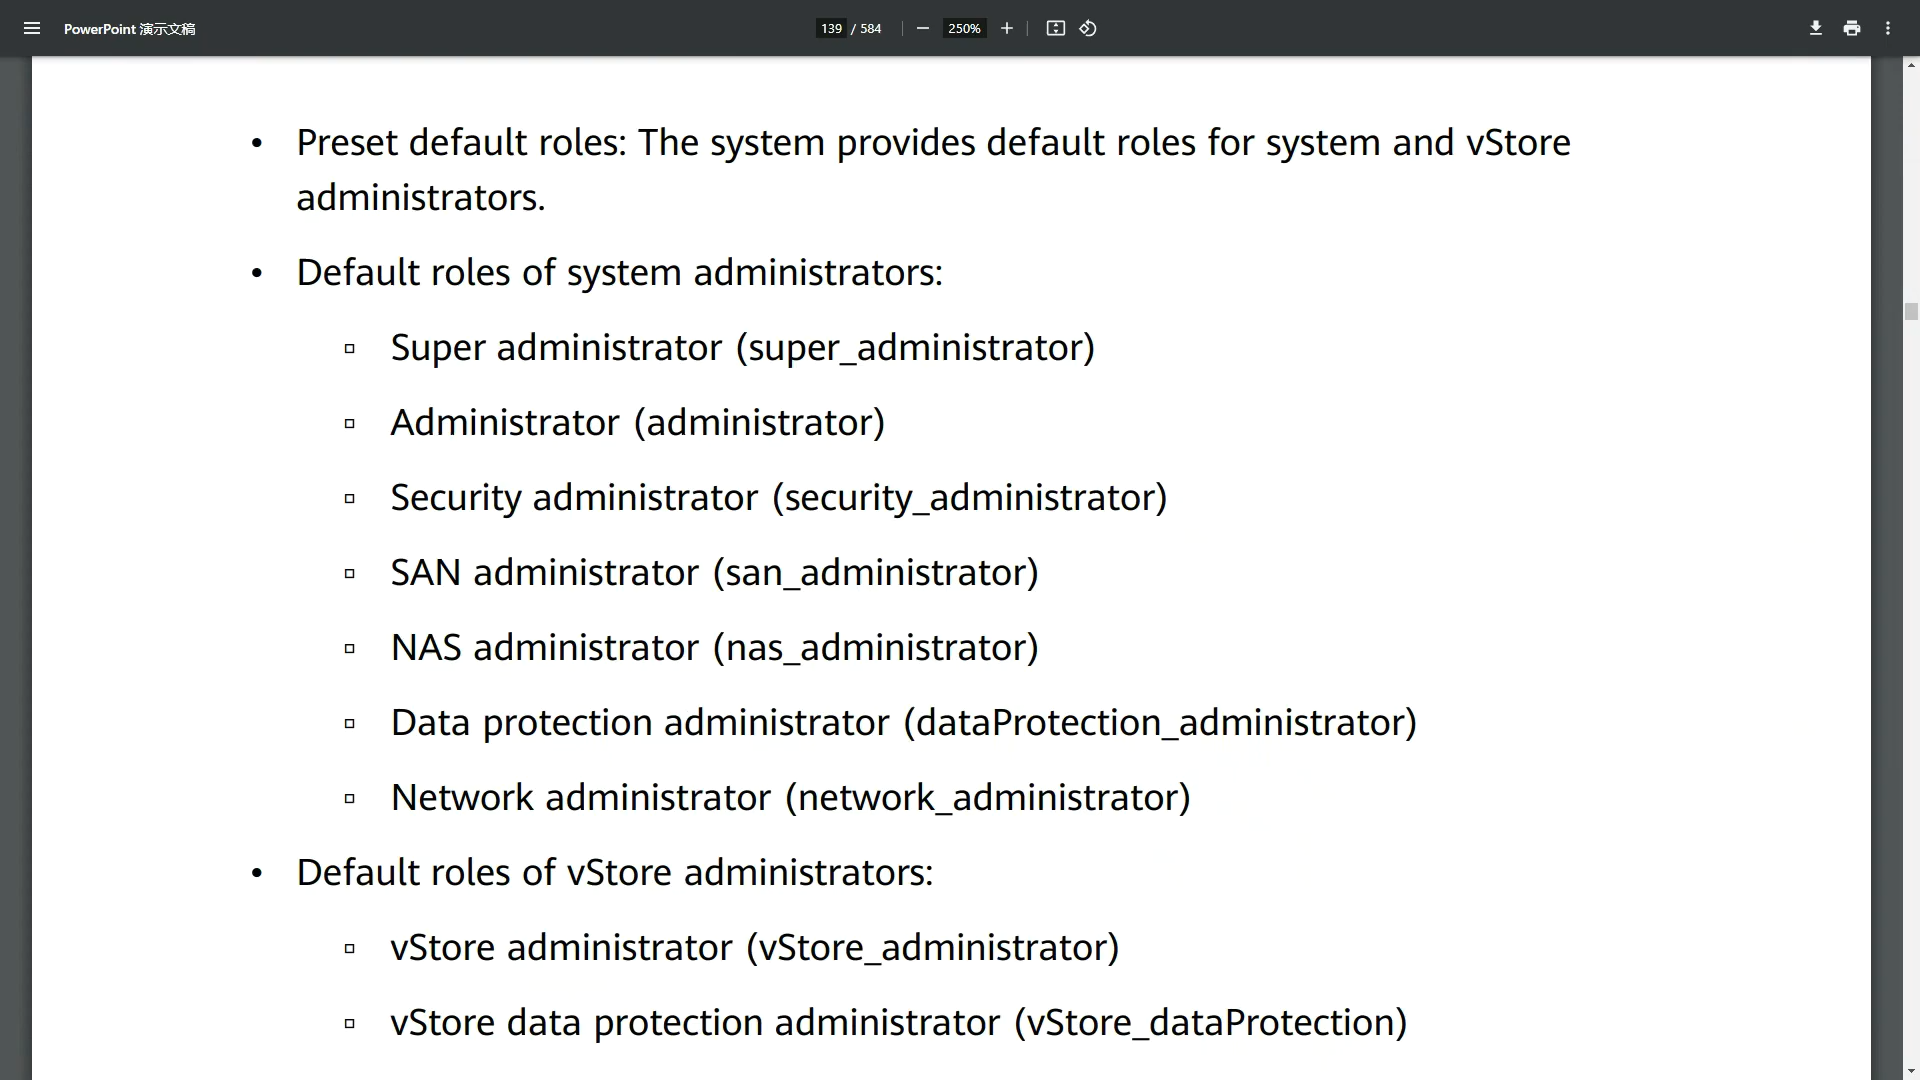 PowerPoint 演示文稿
139 / 584
250%
• Preset default roles: The system provides default roles for system and vStore
administrators.
• Default roles of system administrators:
▫ Super administrator (super_administrator)
▫ Administrator (administrator)
▫ Security administrator (security_administrator)
▫ SAN administrator (san_administrator)
▫ NAS administrator (nas_administrator)
▫ Data protection administrator (dataProtection_administrator)
▫ Network administrator (network_administrator)
• Default roles of vStore administrators:
▫ vStore administrator (vStore_administrator)
▫ vStore data protection administrator (vStore_dataProtection)